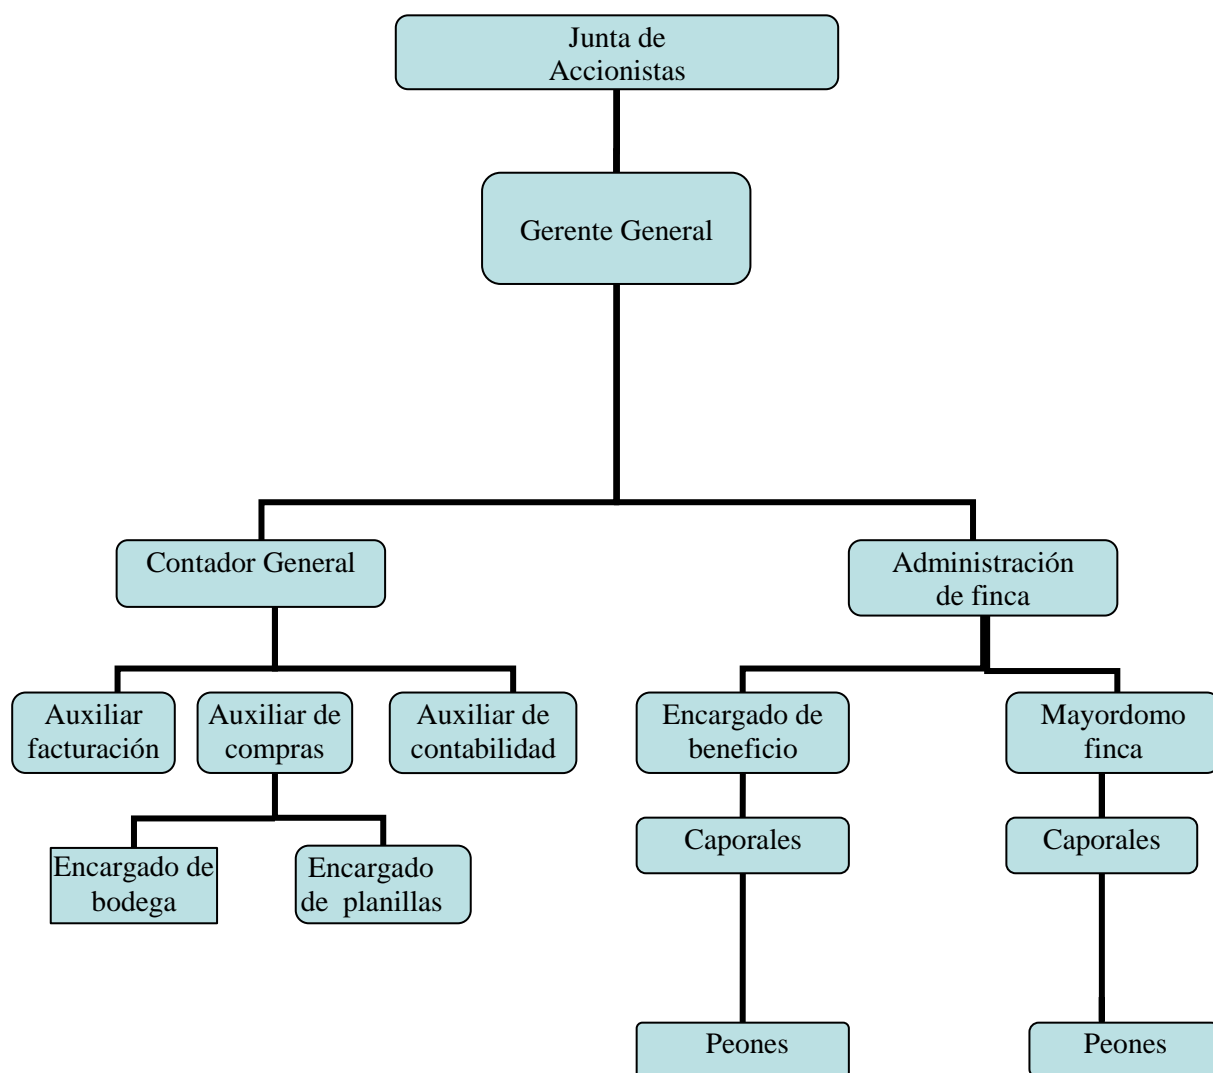 Junta de
Accionistas
Gerente General
Contador General
Administración
de finca
Auxiliar
facturación
Auxiliar de
compras
Auxiliar de
contabilidad
Encargado de
beneficio
Mayordomo
finca
Caporales
Caporales
Encargado de
bodega
Encargado
de planillas
Peones
Peones